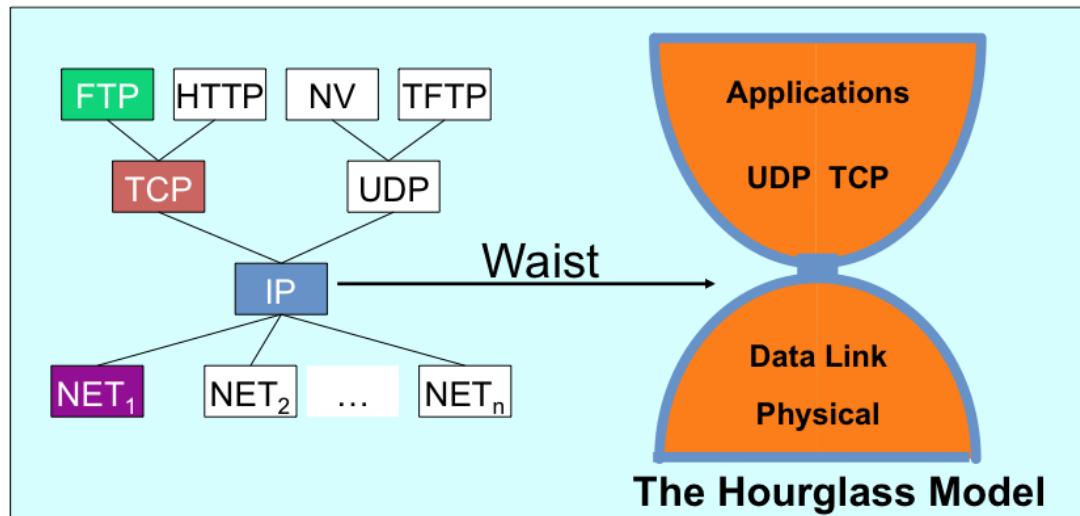 FTP HTTP NV TFTP
TCP UDP
IP
NET₁ NET₂ … NETₙ
Waist
Applications
UDP TCP
Data Link
Physical
The Hourglass Model